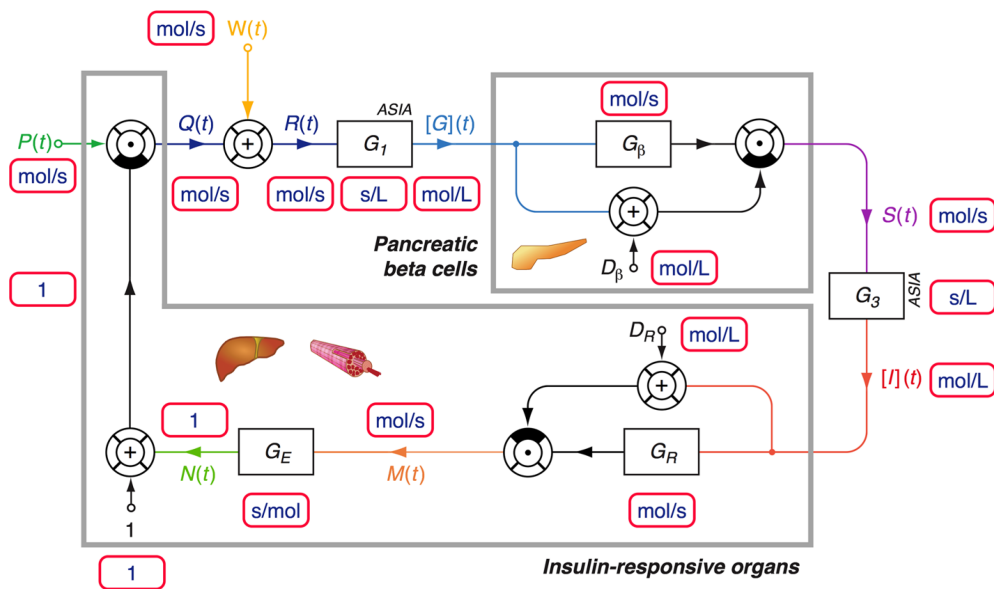 mol/s W(t)
P(t) Q(t) + R(t) ASIA [G](t)
G1
mol/s
mol/s mol/s mol/s s/L mol/L
Gβ
+
Dβ mol/L
Pancreatic
beta cells
S(t) mol/s
G3 ASIA s/L
[I](t) mol/L
1
DR mol/L
+
mol/s
1
+ N(t) GE M(t) GR
s/mol mol/s
1
1
Insulin-responsive organs